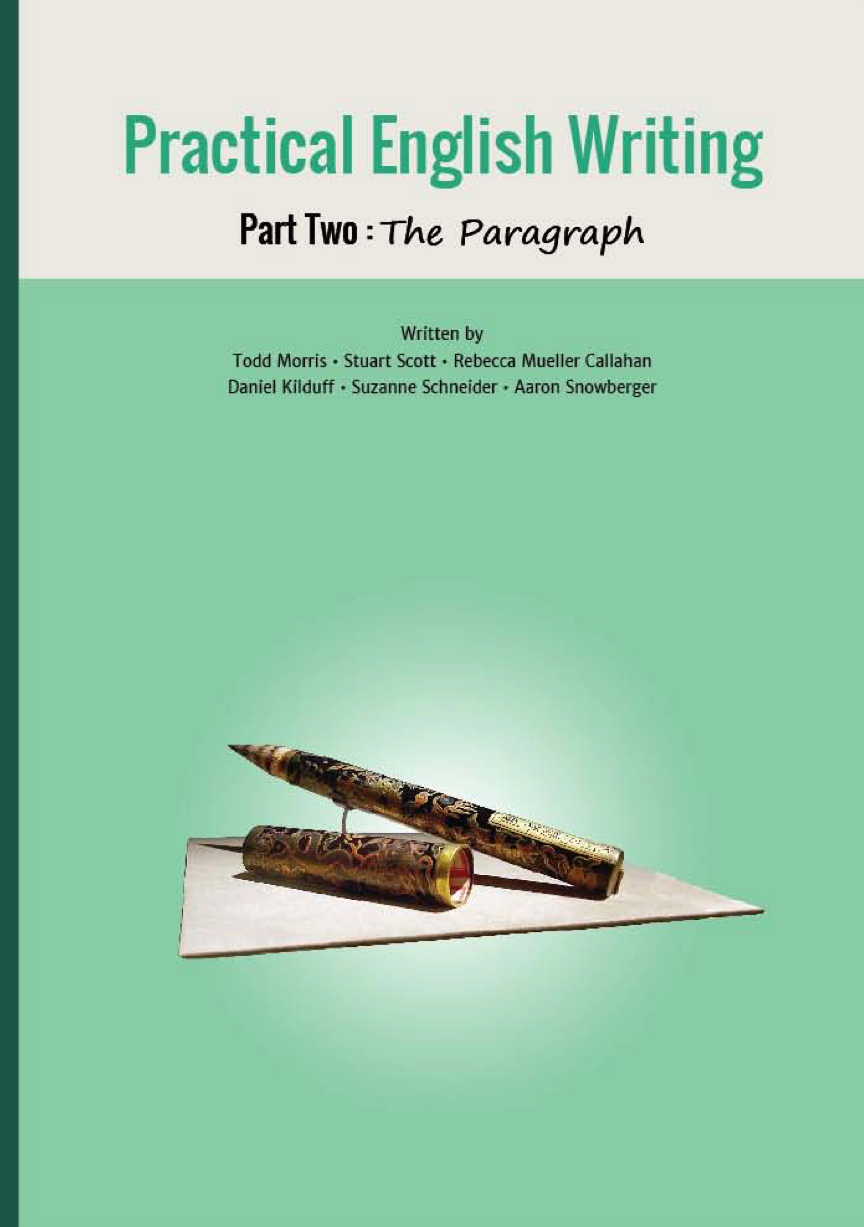 Practical English Writing
Part Two : The Paragraph
Written by
Todd Morris • Stuart Scott • Rebecca Mueller Callahan
Daniel Kilduff • Suzanne Schneider • Aaron Snowberger